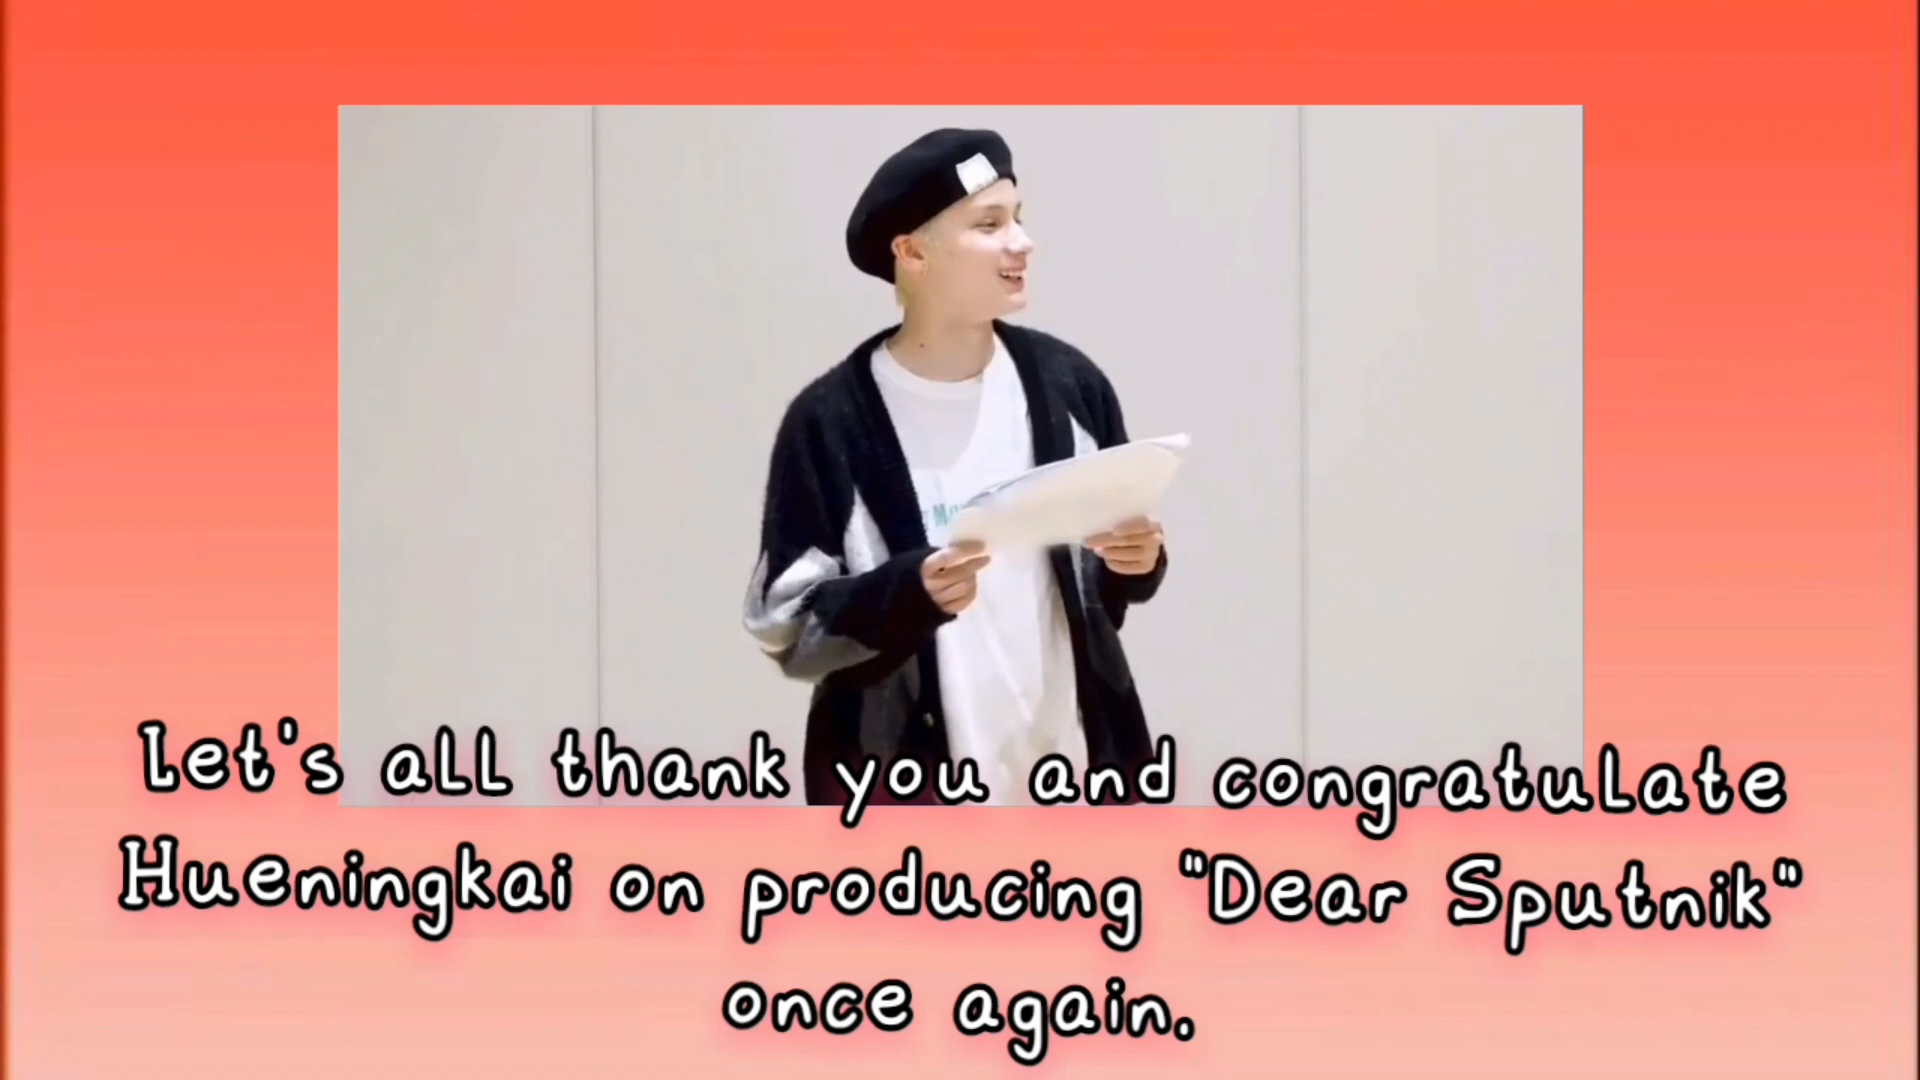 Let's all thank you and congratulate
Hueningkai on producing "Dear Sputnik"
once again.